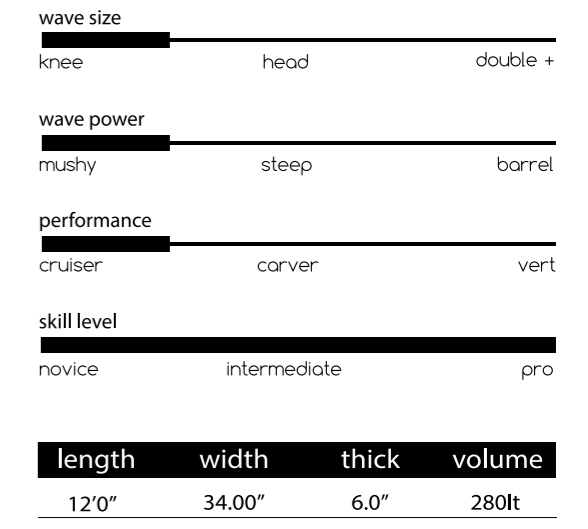 wave size
knee head double +
wave power
mushy steep barrel
performance
cruiser carver vert
skill level
novice intermediate pro
length width thick volume
12'0" 34.00" 6.0" 280lt